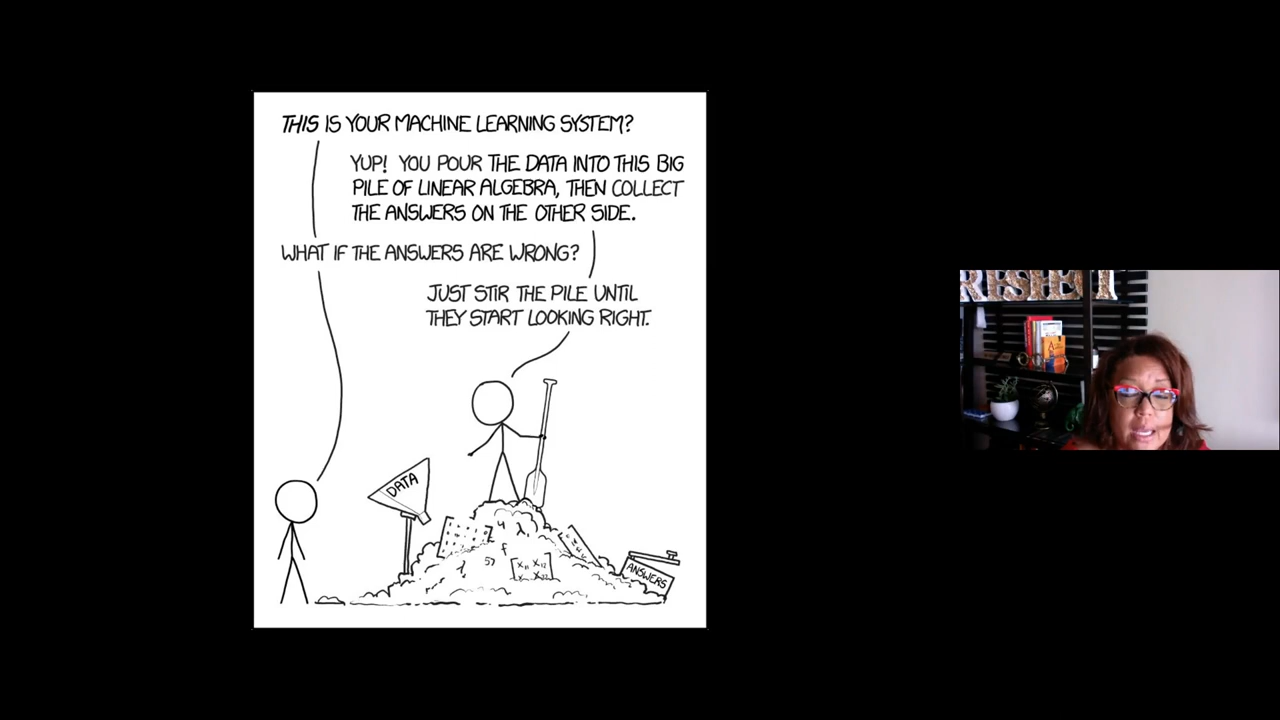 THIS IS YOUR MACHINE LEARNING SYSTEM?
YUP! YOU POUR THE DATA INTO THIS BIG
PILE OF LINEAR ALGEBRA, THEN COLLECT
THE ANSWERS ON THE OTHER SIDE.
WHAT IF THE ANSWERS ARE WRONG?
JUST STIR THE PILE UNTIL
THEY START LOOKING RIGHT.
DATA
ANSWERS